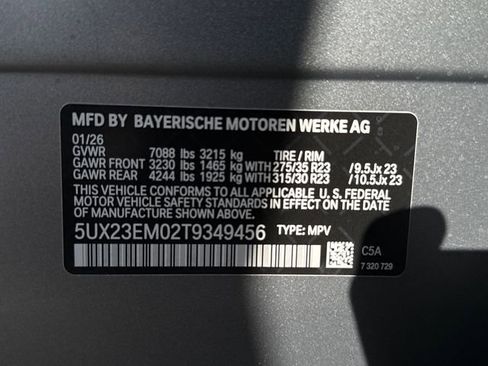 MFD BY BAYERISCHE MOTOREN WERKE AG
01/26
GVWR 7088 lbs 3215 kg TIRE / RIM
GAWR FRONT 3230 lbs 1465 kg WITH 275/35 R23 /9.5Jx 23
GAWR REAR 4244 lbs 1925 kg WITH 315/30 R23 /10.5Jx 23
THIS VEHICLE CONFORMS TO ALL APPLICABLE U. S. FEDERAL
MOTOR VEHICLE SAFETY STANDARDS IN EFFECT ON THE DATE
OF MANUFACTURE SHOWN ABOVE.
5UX23EM02T9349456 TYPE: MPV
C5A
7 320 729